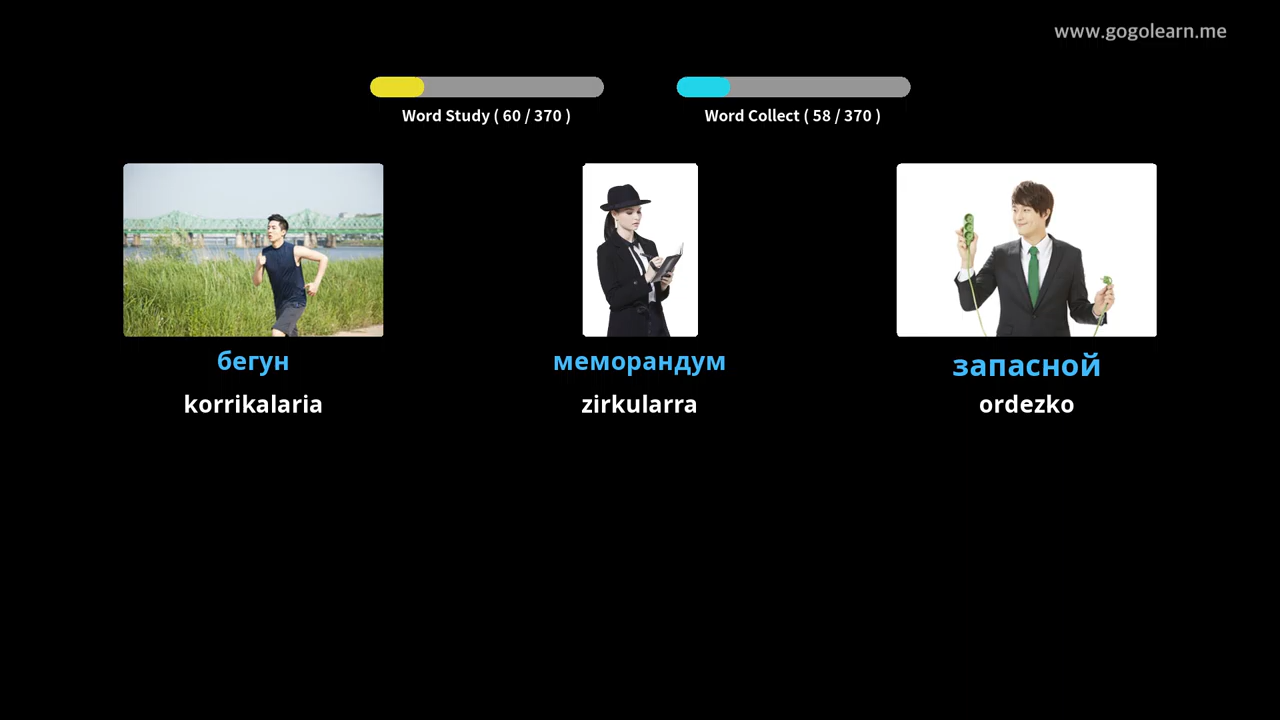 www.gogolearn.me
Word Study ( 60 / 370 )
Word Collect ( 58 / 370 )
бегун
меморандум
запасной
korrikalaria
zirkularra
ordezko